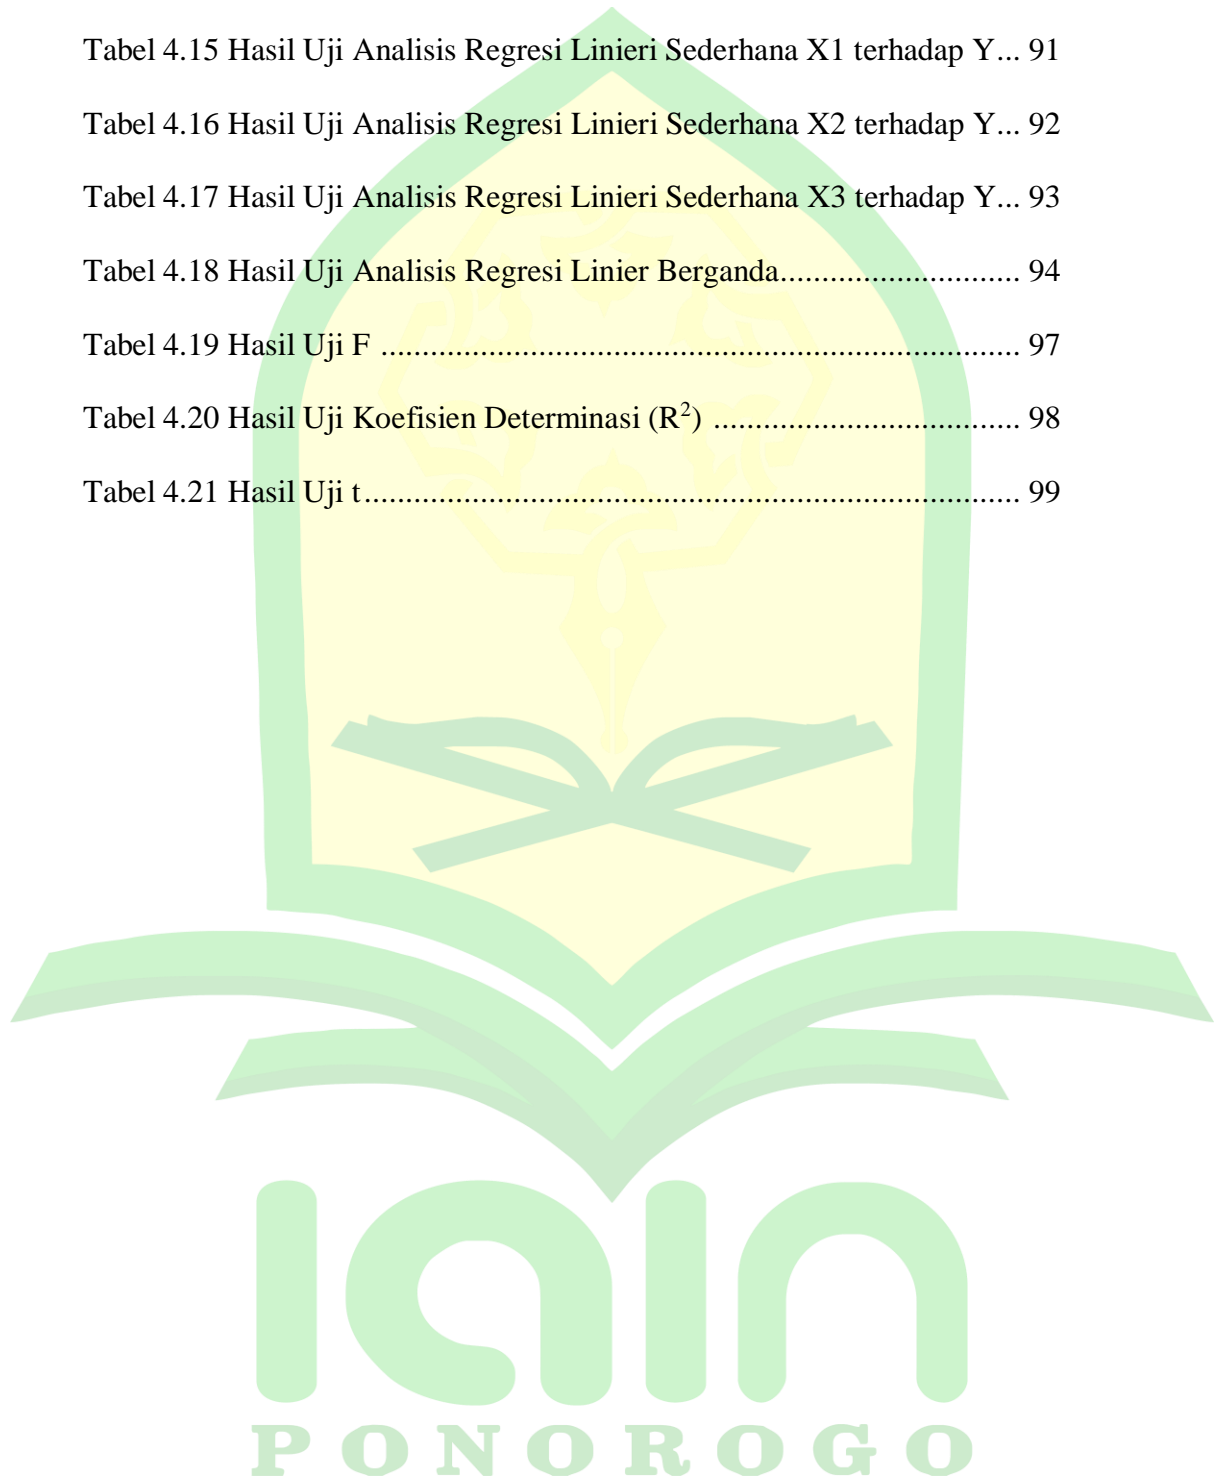 Tabel 4.15 Hasil Uji Analisis Regresi Linieri Sederhana X1 terhadap Y... 91
Tabel 4.16 Hasil Uji Analisis Regresi Linieri Sederhana X2 terhadap Y... 92
Tabel 4.17 Hasil Uji Analisis Regresi Linieri Sederhana X3 terhadap Y... 93
Tabel 4.18 Hasil Uji Analisis Regresi Linier Berganda............................. 94
Tabel 4.19 Hasil Uji F .............................................................................. 97
Tabel 4.20 Hasil Uji Koefisien Determinasi (R²) ..................................... 98
Tabel 4.21 Hasil Uji t................................................................................ 99
iain
PONOROGO